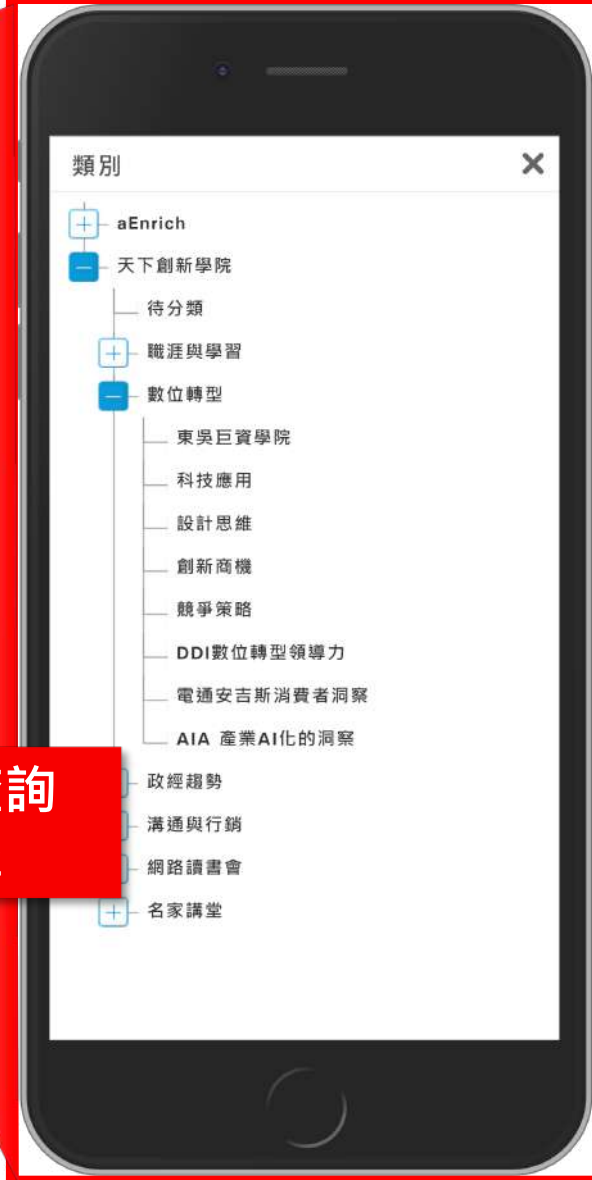 類別
aEnrich
天下創新學院
待分類
職涯與學習
數位轉型
東吳巨資學院
科技應用
設計思維
創新商機
競爭策略
DDI數位轉型領導力
電通安吉斯消費者洞察
AIA 產業AI化的洞察
詢
政經趨勢
溝通與行銷
網路讀書會
名家講堂